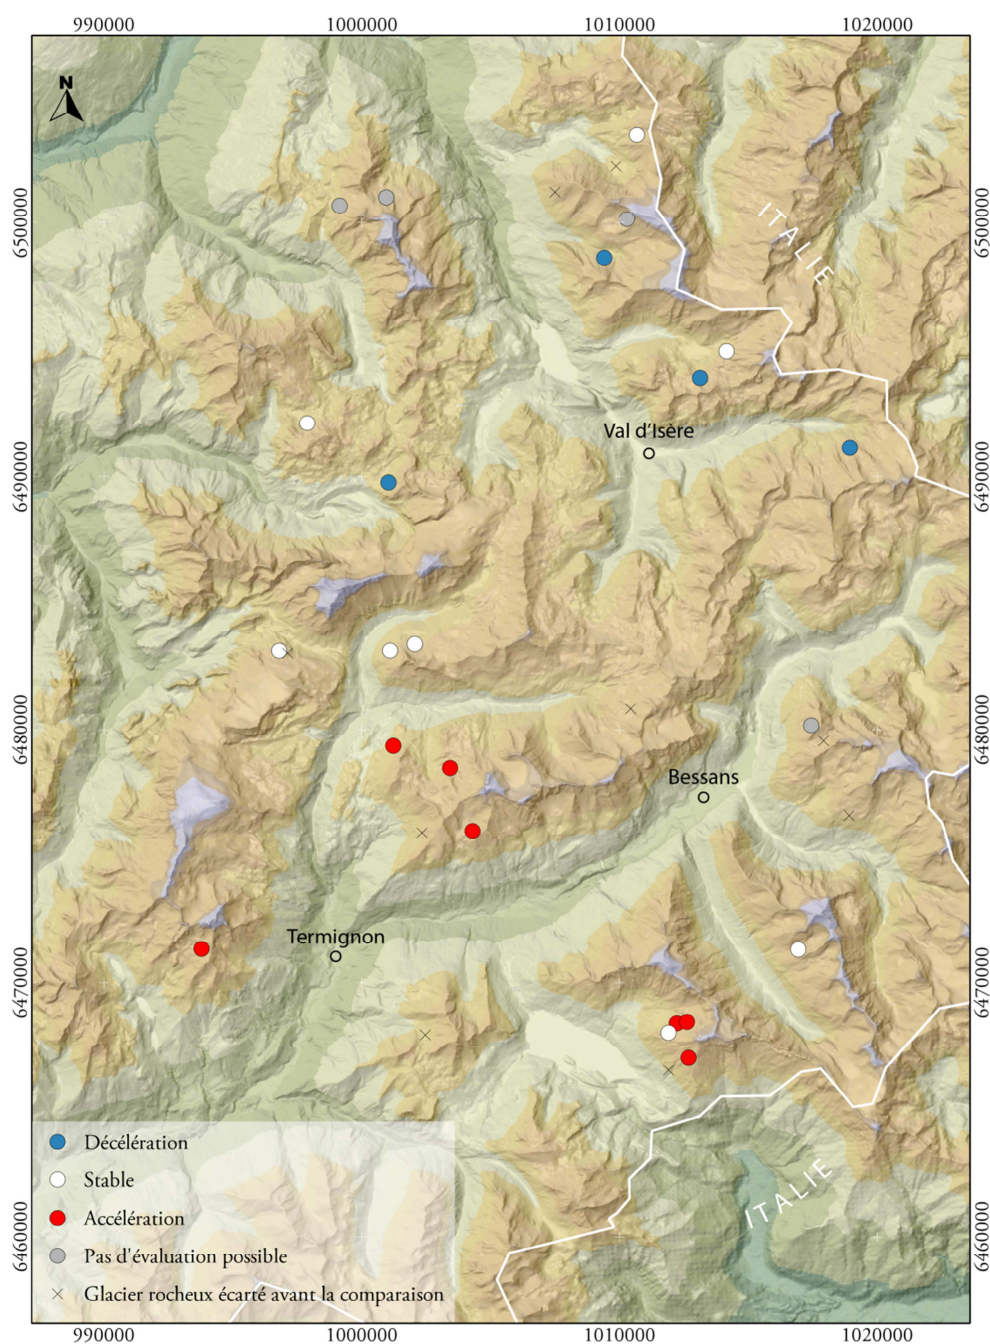 990000 1000000 1010000 1020000
N
ITALIE
6500000 6500000
Val d'Isère
6490000 6490000
6480000 6480000
Bessans
Termignon
6470000 6470000
Décélération
Stable
ITALIE
Accélération
6460000 6460000
Pas d'évaluation possible
Glacier rocheux écarté avant la comparaison
990000 1000000 1010000 1020000